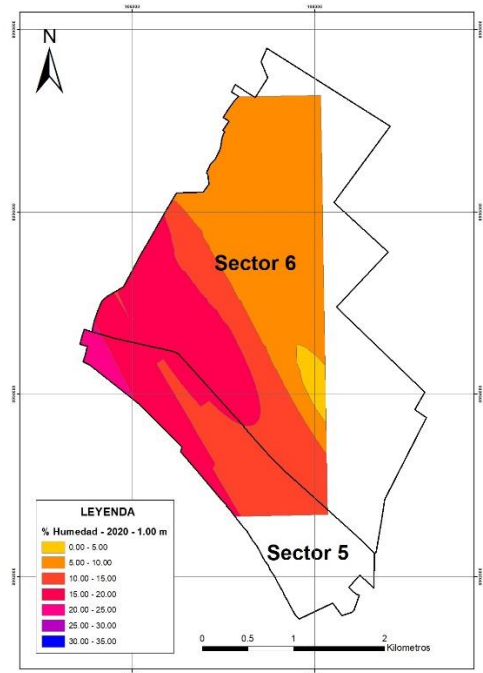 N
Sector 6
Sector 5
LEYENDA
% Humedad - 2020 - 1.00 m
0.00 - 5.00
5.00 - 10.00
10.00 - 15.00
15.00 - 20.00
20.00 - 25.00
25.00 - 30.00
30.00 - 35.00
0 0.5 1 2
Kilometros